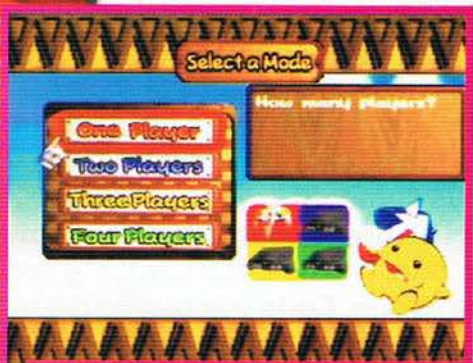 Select a Mode
How many players?
One Player
Two Players
Three Players
Four Players